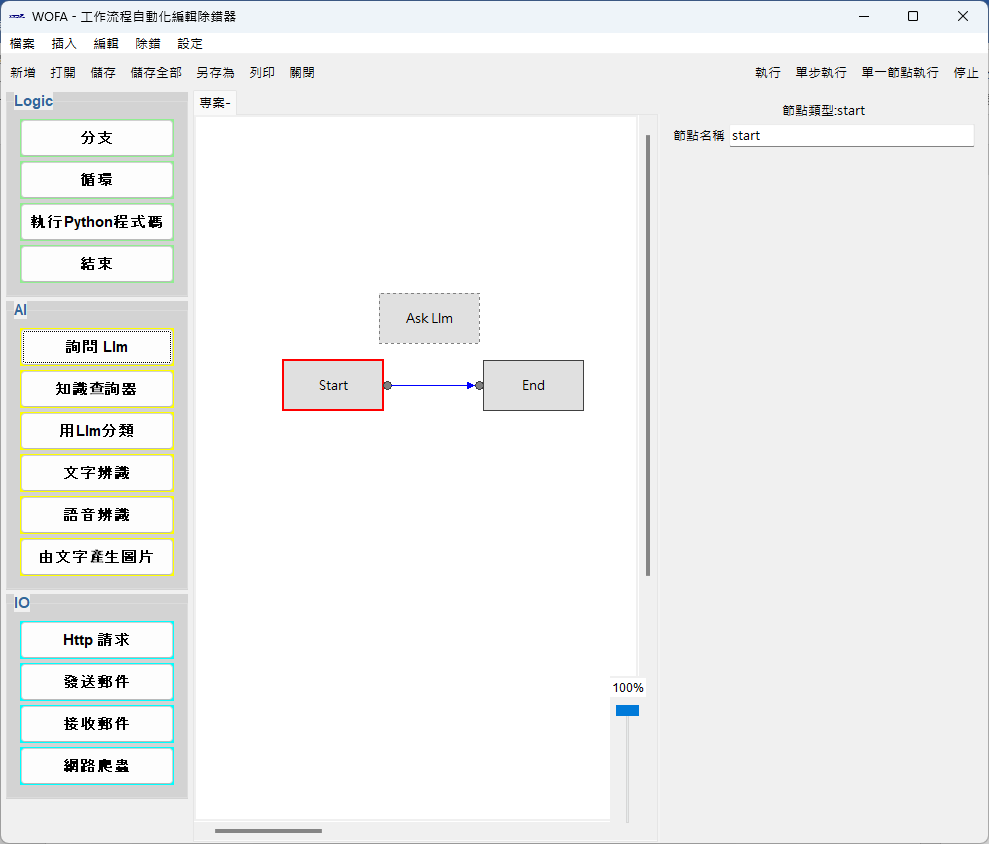 WOFA - 工作流程自動化編輯除錯器
檔案 插入 編輯 除錯 設定
新增 打開 儲存 儲存全部 另存為 列印 關閉 執行 單步執行 單一節點執行 停止
Logic
分支
循環
執行Python程式碼
結束
AI
詢問 Llm
知識查詢器
用Llm分類
文字辨識
語音辨識
由文字產生圖片
IO
Http 請求
發送郵件
接收郵件
網路爬蟲
專案-
Ask Llm
Start
End
100%
節點類型:start
節點名稱 start